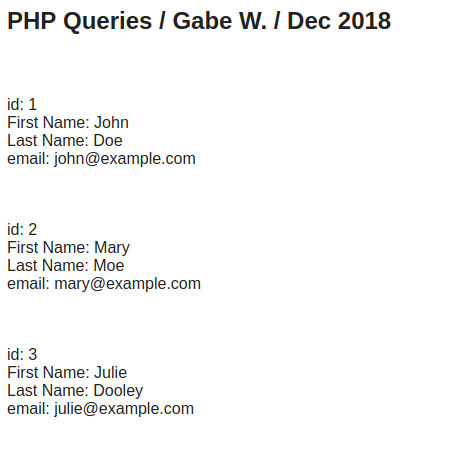 PHP Queries / Gabe W. / Dec 2018
id: 1
First Name: John
Last Name: Doe
email: john@example.com
id: 2
First Name: Mary
Last Name: Moe
email: mary@example.com
id: 3
First Name: Julie
Last Name: Dooley
email: julie@example.com